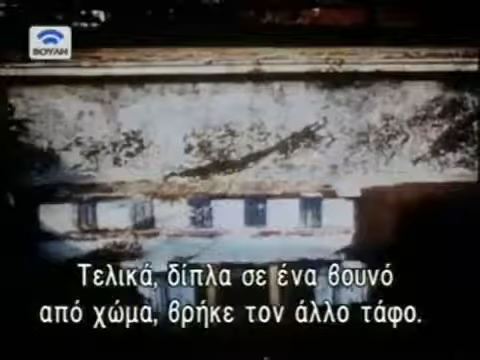 ΒΟΥΛΗ
Τελικά, δίπλα σε ένα βουνό
από χώμα, βρήκε τον άλλο τάφο.